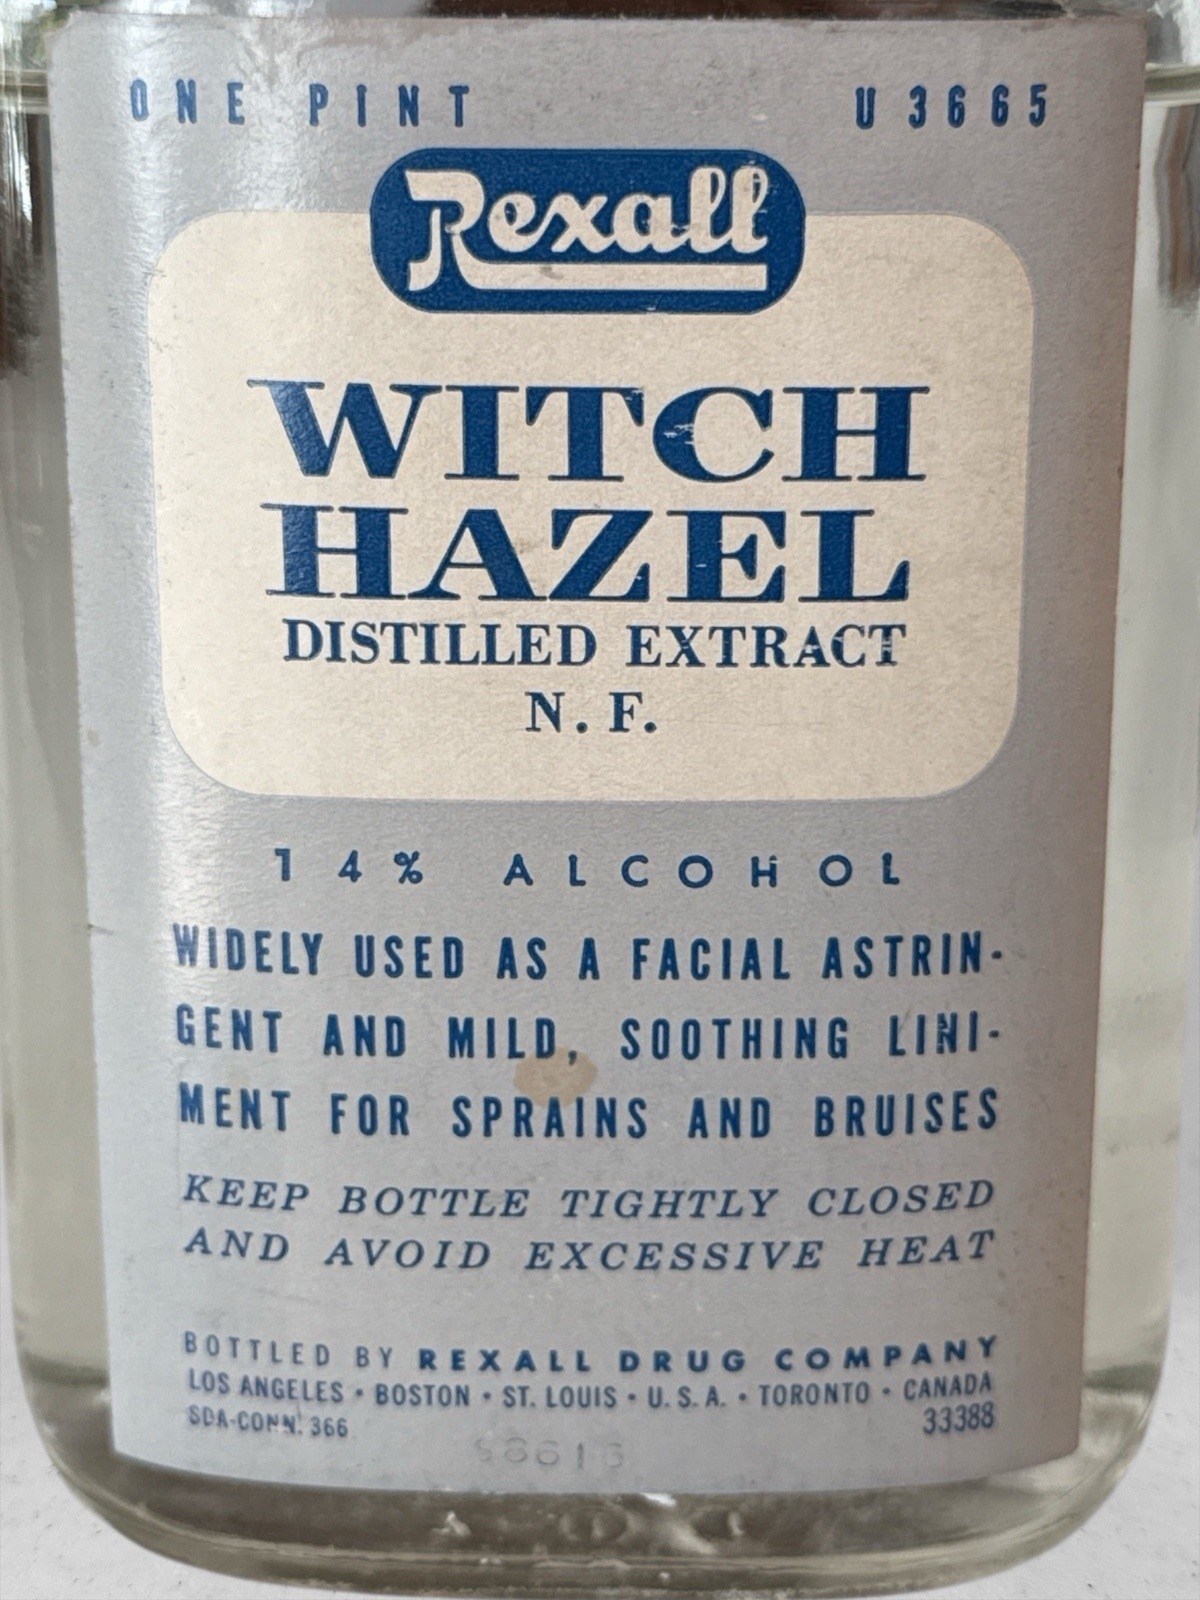 ONE PINT U3665
Rexall
WITCH
HAZEL
DISTILLED EXTRACT
N. F.
14% ALCOHOL
WIDELY USED AS A FACIAL ASTRIN-
GENT AND MILD, SOOTHING LINI-
MENT FOR SPRAINS AND BRUISES
KEEP BOTTLE TIGHTLY CLOSED
AND AVOID EXCESSIVE HEAT
BOTTLED BY REXALL DRUG COMPANY
LOS ANGELES • BOSTON • ST. LOUIS • U. S. A. • TORONTO • CANADA
SDA-CONN. 366 33388